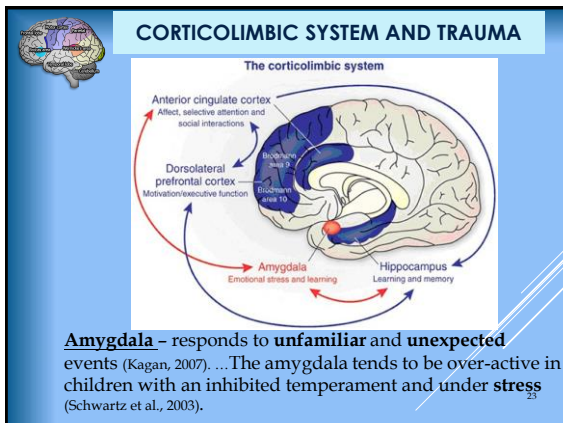 CORTICOLIMBIC SYSTEM AND TRAUMA
The corticolimbic system
Anterior cingulate cortex
Affect, selective attention and
social interactions
Dorsolateral
prefrontal cortex
Motivation/executive function
Brodmann
area 9
Brodmann
area 10
Amygdala
Emotional stress and learning
Hippocampus
Learning and memory
Amygdala – responds to unfamiliar and unexpected
events (Kagan, 2007). …The amygdala tends to be over-active in
children with an inhibited temperament and under stress
(Schwartz et al., 2003).
23